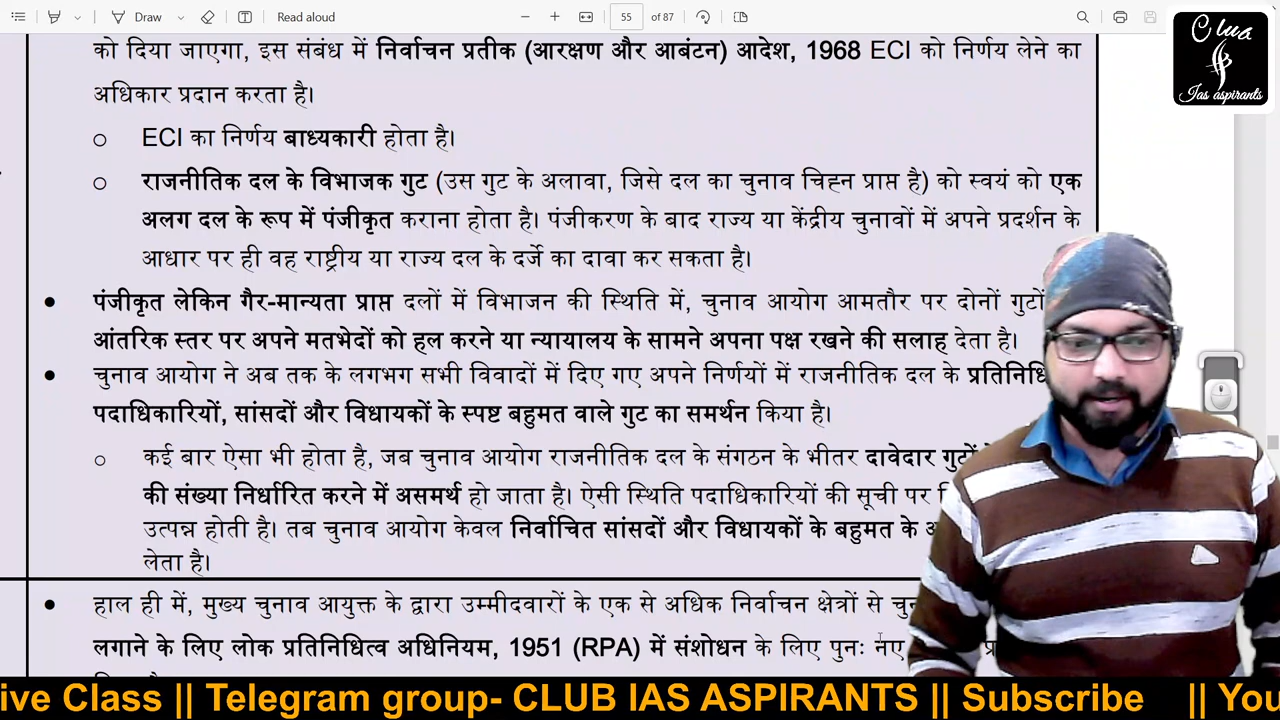 Draw
Read aloud
55 of 87
Clua
Ias aspirants
को दिया जाएगा, इस संबंध में निर्वाचन प्रतीक (आरक्षण और आबंटन) आदेश, 1968 ECI को निर्णय लेने का
अधिकार प्रदान करता है।
ECI का निर्णय बाध्यकारी होता है।
राजनीतिक दल के विभाजक गुट (उस गुट के अलावा, जिसे दल का चुनाव चिह्न प्राप्त है) को स्वयं को एक
अलग दल के रूप में पंजीकृत कराना होता है। पंजीकरण के बाद राज्य या केंद्रीय चुनावों में अपने प्रदर्शन के
आधार पर ही वह राष्ट्रीय या राज्य दल के दर्जे का दावा कर सकता है।
पंजीकृत लेकिन गैर-मान्यता प्राप्त दलों में विभाजन की स्थिति में, चुनाव आयोग आमतौर पर दोनों गुटों
आंतरिक स्तर पर अपने मतभेदों को हल करने या न्यायालय के सामने अपना पक्ष रखने की सलाह देता है।
चुनाव आयोग ने अब तक के लगभग सभी विवादों में दिए गए अपने निर्णयों में राजनीतिक दल के
पदाधिकारियों, सांसदों और विधायकों के स्पष्ट बहुमत वाले गुट का समर्थन किया है।
कई बार ऐसा भी होता है, जब चुनाव आयोग राजनीतिक दल के संगठन के भीतर दावेदार गुटों
की संख्या निर्धारित करने में असमर्थ हो जाता है। ऐसी स्थिति पदाधिकारियों की सूची पर
उत्पन्न होती है। तब चुनाव आयोग केवल निर्वाचित सांसदों और विधायकों के बहुमत के
लेता है।
हाल ही में, मुख्य चुनाव आयुक्त के द्वारा उम्मीदवारों के एक से अधिक निर्वाचन क्षेत्रों से
लगाने के लिए लोक प्रतिनिधित्व अधिनियम, 1951 (RPA) में संशोधन के लिए पुनः नए
ive Class || Telegram group- CLUB IAS ASPIRANTS || Subscribe || You